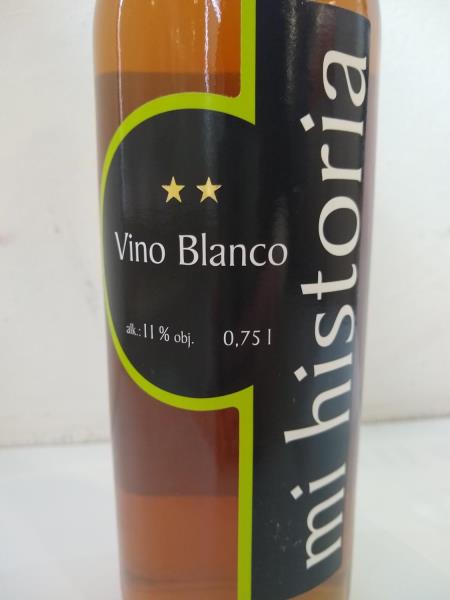 Vino Blanco
alk.: 11 % obj. 0,75 l
mi historia